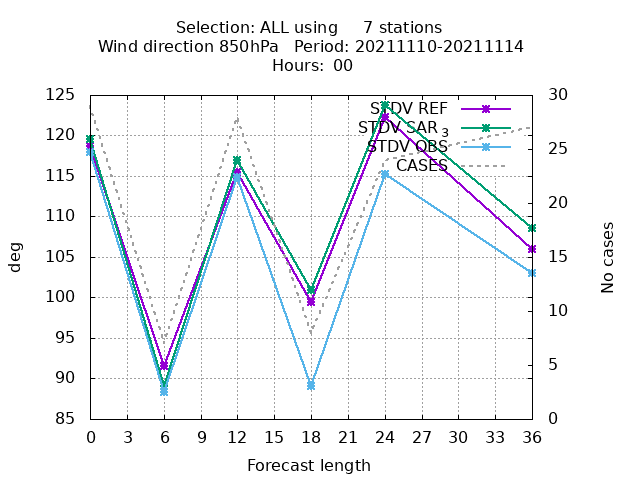 Selection: ALL using     7 stations
Wind direction 850hPa   Period: 20211110-20211114
Hours:  00
125
120
115
110
105
100
95
90
85
30
25
20
15
10
5
0
STDV REF
STDV SAR3
STDV OBS
CASES
deg
No cases
0 3 6 9 12 15 18 21 24 27 30 33 36
Forecast length